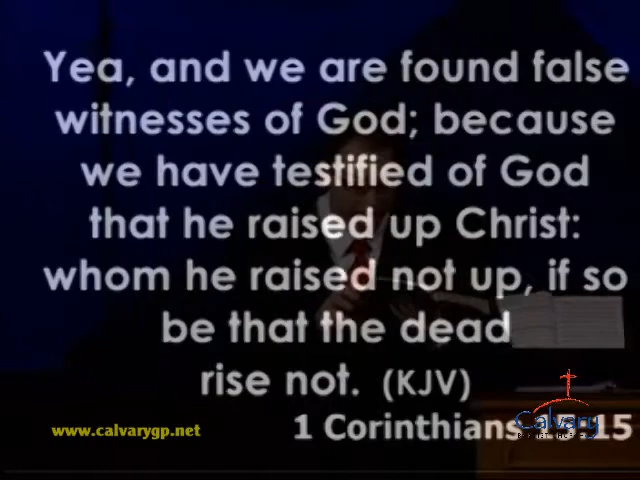 Yea, and we are found false
witnesses of God; because
we have testified of God
that he raised up Christ:
whom he raised not up, if so
be that the dead
rise not. (KJV)
1 Corinthians 15:15
www.calvarygp.net
Calvary